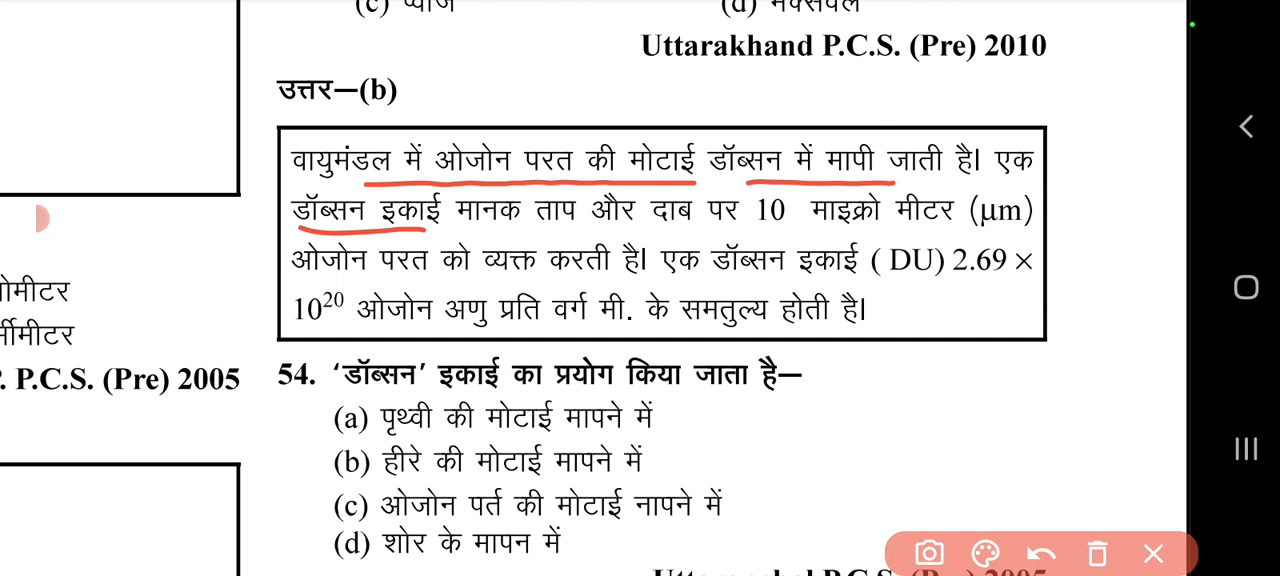 (c) प्वाज
(d) मैक्सवेल
Uttarakhand P.C.S. (Pre) 2010
उत्तर—(b)
वायुमंडल में ओजोन परत की मोटाई डॉब्सन में मापी जाती है। एक
डॉब्सन इकाई मानक ताप और दाब पर 10 माइक्रो मीटर (μm)
ओजोन परत को व्यक्त करती है। एक डॉब्सन इकाई ( DU) 2.69 ×
10²⁰ ओजोन अणु प्रति वर्ग मी. के समतुल्य होती है।
ोमीटर
र्मीमीटर
. P.C.S. (Pre) 2005
54. ‘डॉब्सन’ इकाई का प्रयोग किया जाता है—
(a) पृथ्वी की मोटाई मापने में
(b) हीरे की मोटाई मापने में
(c) ओजोन पर्त की मोटाई नापने में
(d) शोर के मापन में